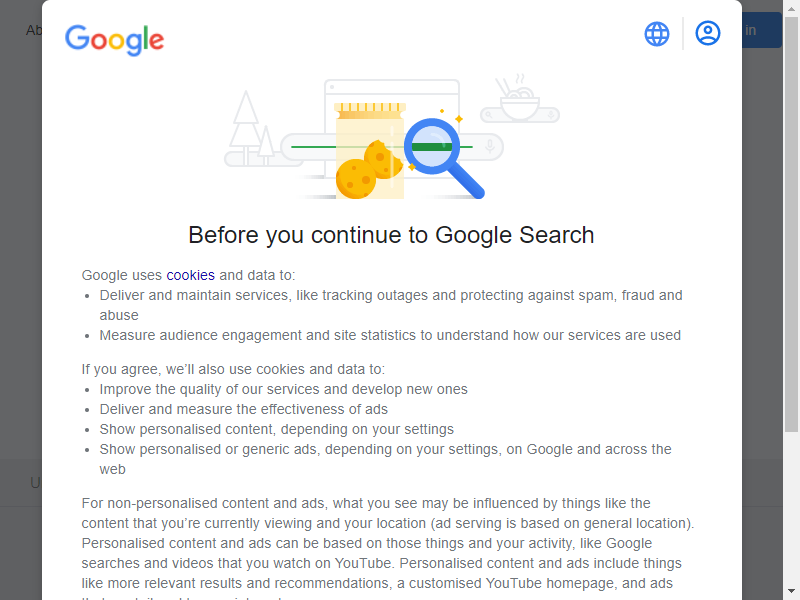 Ab
Google
in
Before you continue to Google Search
Google uses cookies and data to:
• Deliver and maintain services, like tracking outages and protecting against spam, fraud and
abuse
• Measure audience engagement and site statistics to understand how our services are used
If you agree, we’ll also use cookies and data to:
• Improve the quality of our services and develop new ones
• Deliver and measure the effectiveness of ads
• Show personalised content, depending on your settings
• Show personalised or generic ads, depending on your settings, on Google and across the
web
U
For non-personalised content and ads, what you see may be influenced by things like the
content that you’re currently viewing and your location (ad serving is based on general location).
Personalised content and ads can be based on those things and your activity, like Google
searches and videos that you watch on YouTube. Personalised content and ads include things
like more relevant results and recommendations, a customised YouTube homepage, and ads